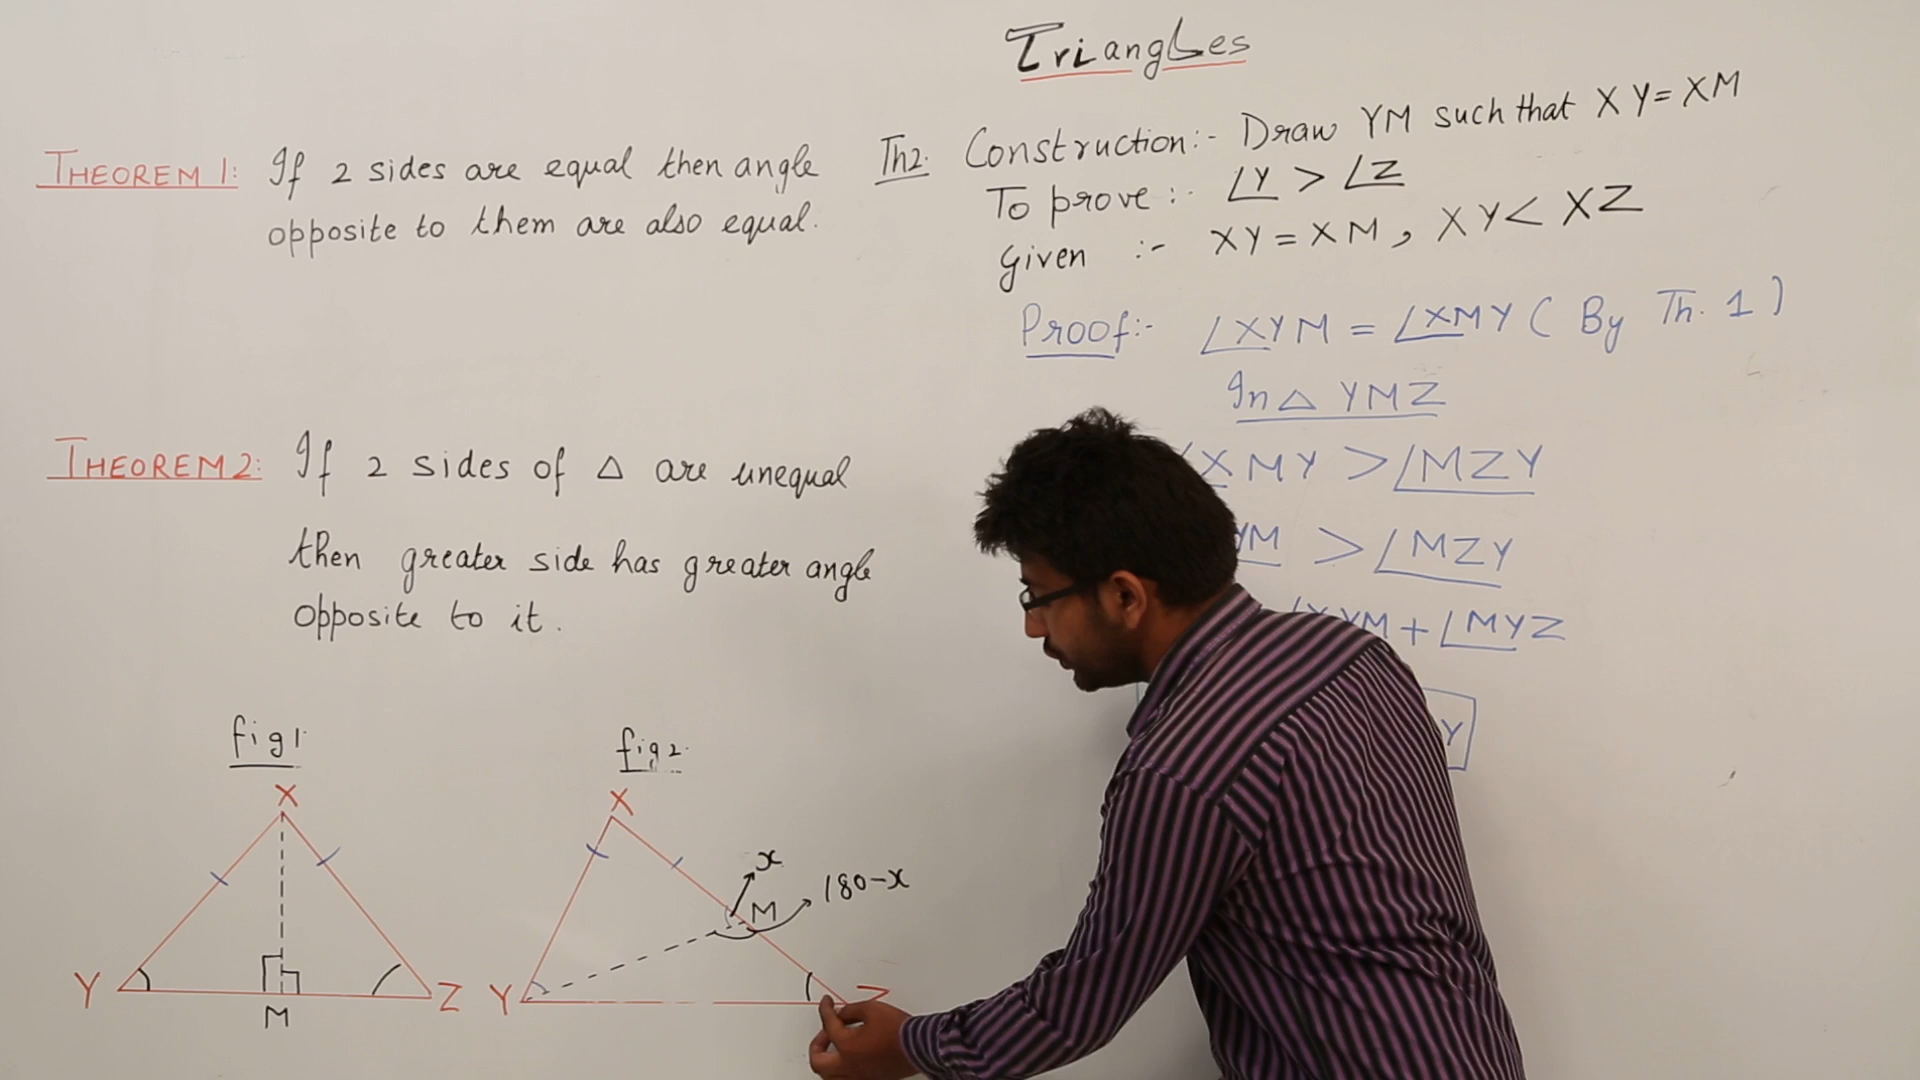 Triangles
THEOREM 1: If 2 sides are equal then angle
opposite to them are also equal.
THEOREM 2: If 2 sides of △ are unequal
then greater side has greater angle
opposite to it.
Th2. Construction:- Draw YM such that XY = XM
To prove :- ∠Y > ∠Z
Given :- XY = XM, XY < XZ
Proof:- ∠XYM = ∠XMY ( By Th. 1 )
In △ YMZ
∠XMY > ∠MZY
YM > ∠MZY
YM + ∠MYZ
Y
fig 1.
X
Y
M
Z
fig 2.
X
x
M
180-x
Y
Z